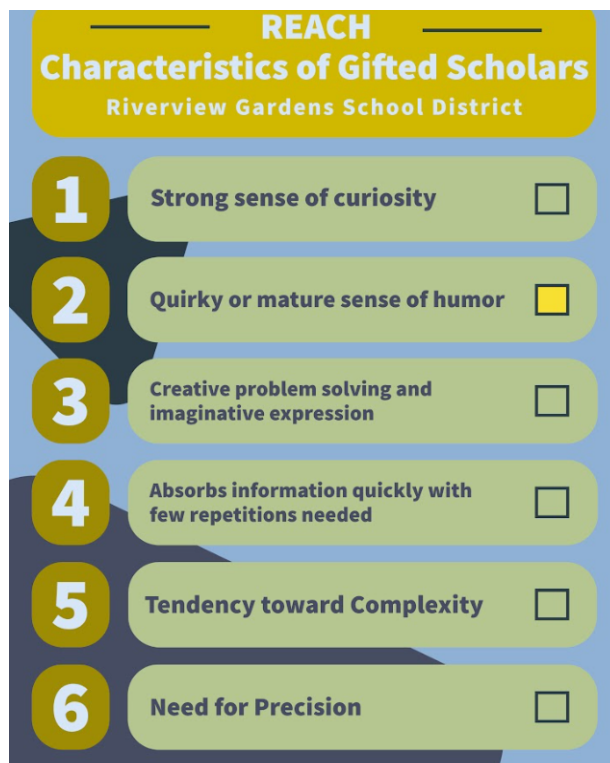 REACH
Characteristics of Gifted Scholars
Riverview Gardens School District
1
Strong sense of curiosity
2
Quirky or mature sense of humor
3
Creative problem solving and
imaginative expression
4
Absorbs information quickly with
few repetitions needed
5
Tendency toward Complexity
6
Need for Precision